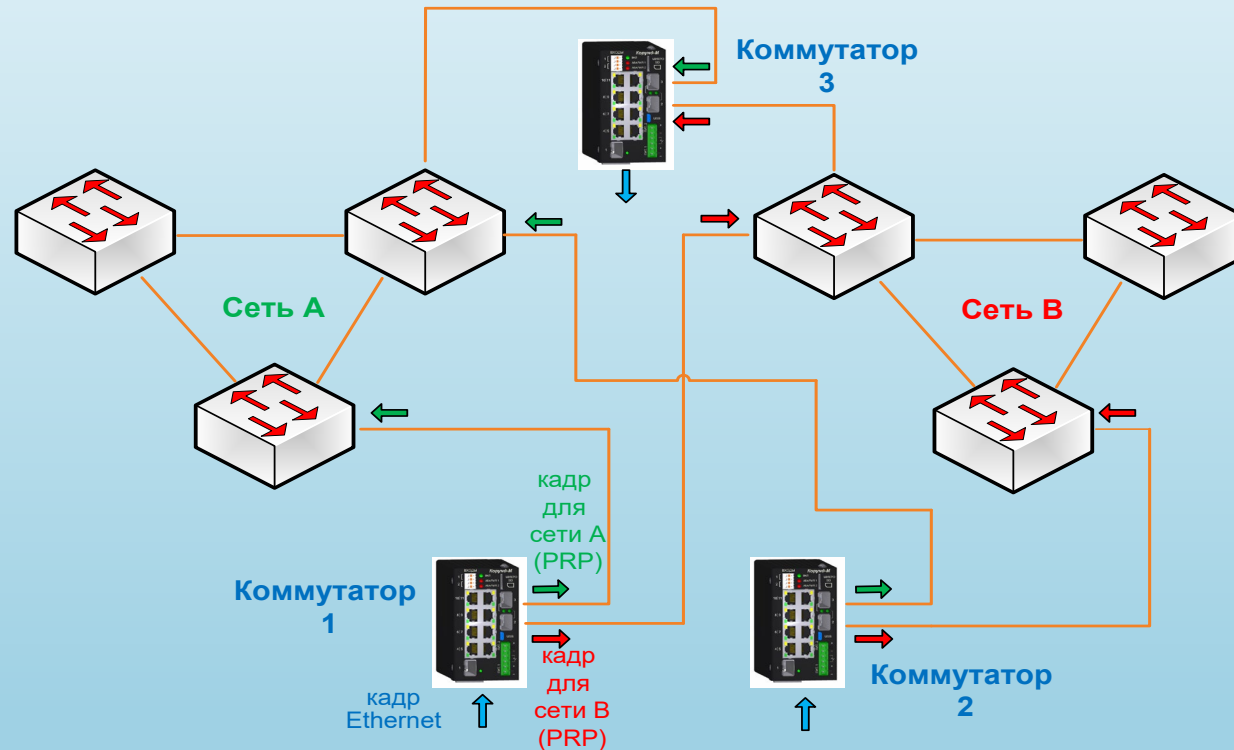 Коммутатор
3
Сеть А
Сеть В
кадр
для
сети А
(PRP)
Коммутатор
1
кадр
Ethernet
кадр
для
сети В
(PRP)
Коммутатор
2